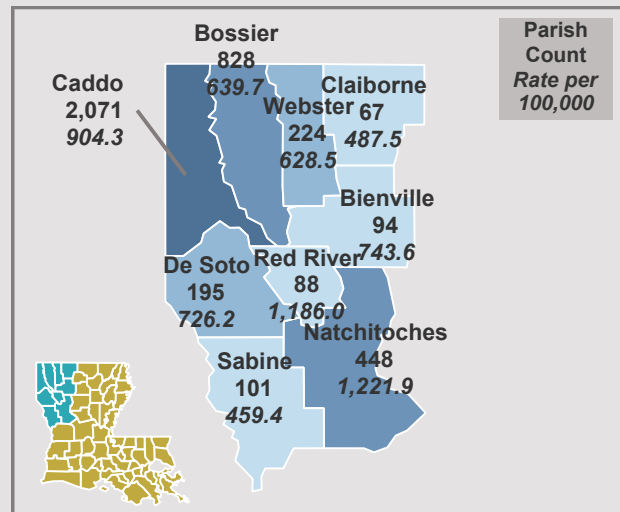 Parish
Count
Rate per
100,000
Bossier
828
639.7
Caddo
2,071
904.3
Webster
224
628.5
Claiborne
67
487.5
Bienville
94
743.6
De Soto
195
726.2
Red River
88
1,186.0
Natchitoches
448
1,221.9
Sabine
101
459.4